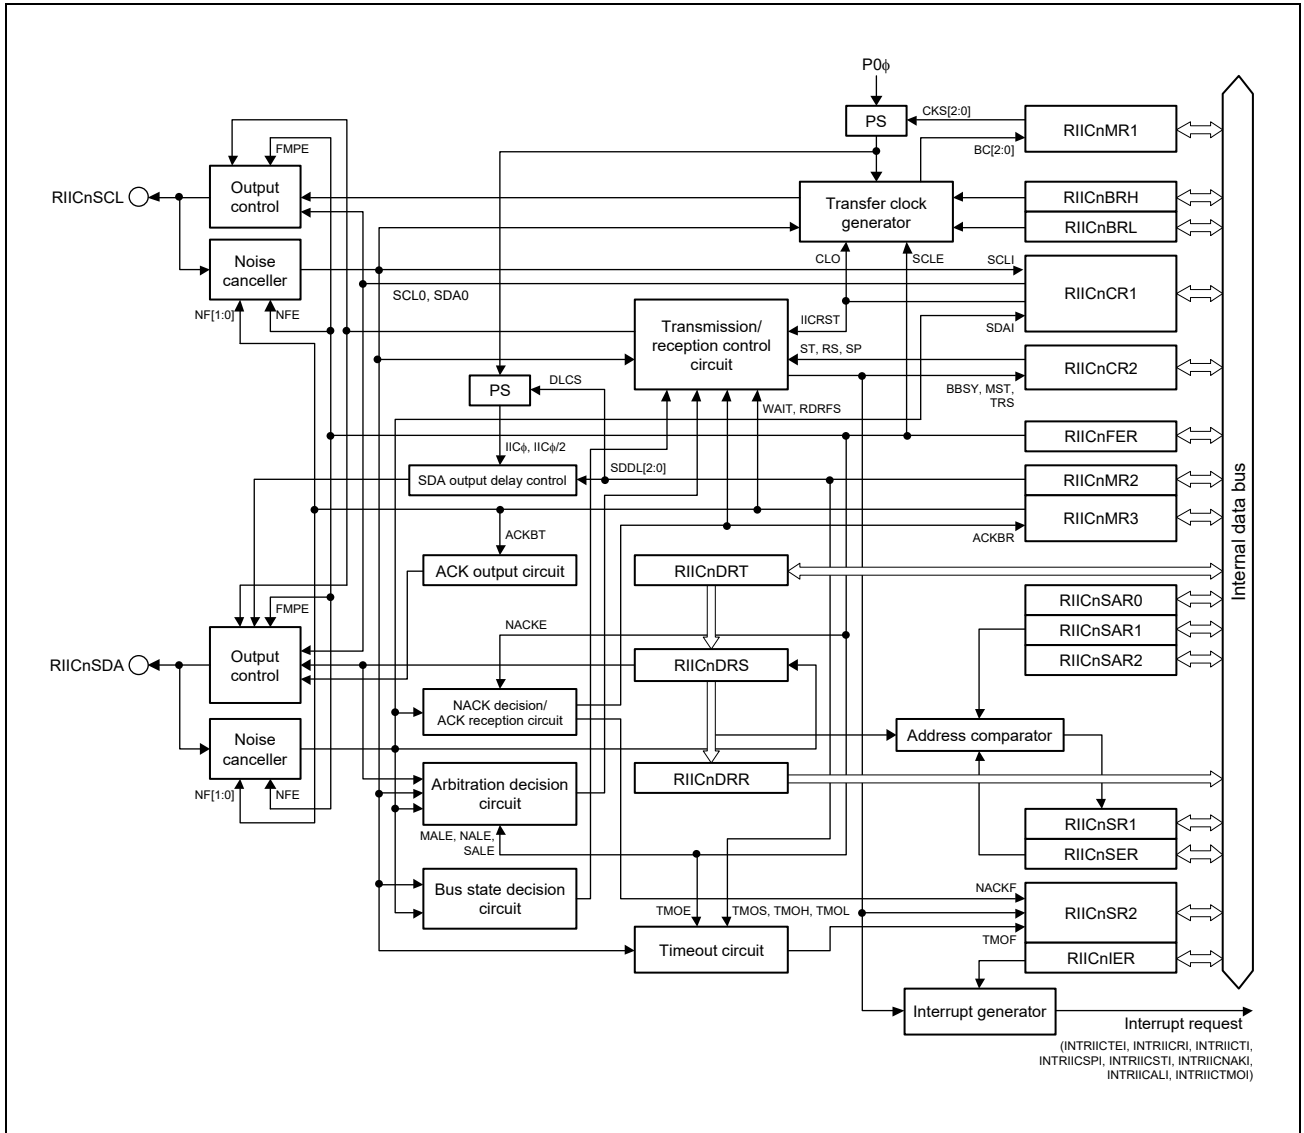 P0ϕ
PS
CKS[2:0]
RIICnMR1
BC[2:0]
FMPE
Output
control
RIICnSCL
Transfer clock
generator
RIICnBRH
RIICnBRL
Noise
canceller
CLO
SCLE
SCLI
RIICnCR1
SCL0, SDA0
NF[1:0]
NFE
IICRST
SDAI
Transmission/
reception control
circuit
ST, RS, SP
RIICnCR2
BBSY, MST,
TRS
PS
DLCS
WAIT, RDRFS
RIICnFER
IICϕ, IICϕ/2
SDDL[2:0]
SDA output delay control
RIICnMR2
RIICnMR3
ACKBT
ACKBR
ACK output circuit
RIICnDRT
Internal data bus
RIICnSAR0
RIICnSAR1
RIICnSAR2
FMPE
NACKE
Output
control
RIICnSDA
RIICnDRS
NACK decision/
ACK reception circuit
Noise
canceller
Address comparator
RIICnDRR
Arbitration decision
circuit
NF[1:0]
NFE
MALE, NALE,
SALE
RIICnSR1
RIICnSER
Bus state decision
circuit
NACKF
RIICnSR2
TMOE
TMOS, TMOH, TMOL
TMOF
Timeout circuit
RIICnIER
Interrupt generator
Interrupt request
(INTRIICTEI, INTRIICRI, INTRIICTI,
INTRIICSPI, INTRIICSTI, INTRIICNAKI,
INTRIICALI, INTRIICTMOI)